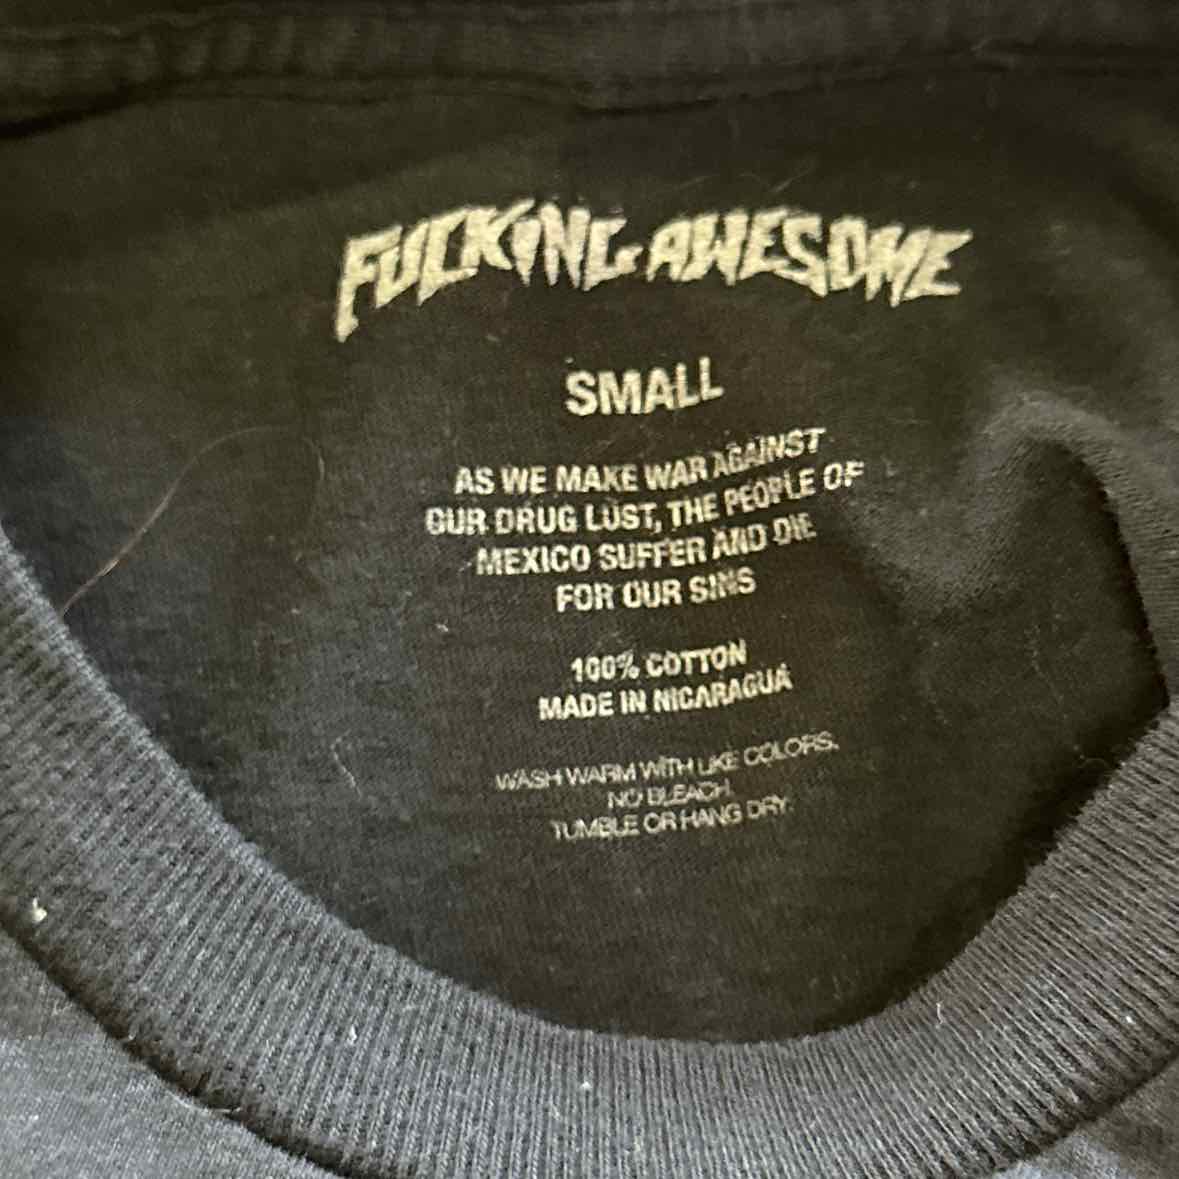 FUCKING AWESOME
SMALL
AS WE MAKE WAR AGAINST
OUR DRUG LUST, THE PEOPLE OF
MEXICO SUFFER AND DIE
FOR OUR SINS
100% COTTON
MADE IN NICARAGUA
WASH WARM WITH LIKE COLORS.
NO BLEACH.
TUMBLE OR HANG DRY.